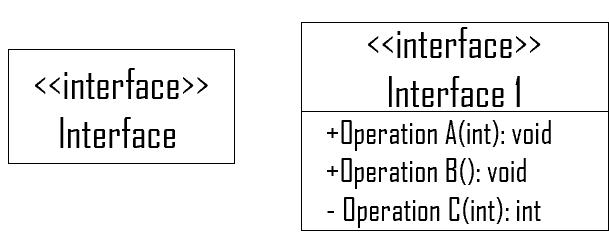 <<interface>>
Interface
<<interface>>
Interface 1
+Operation A(int): void
+Operation B(): void
- Operation C(int): int